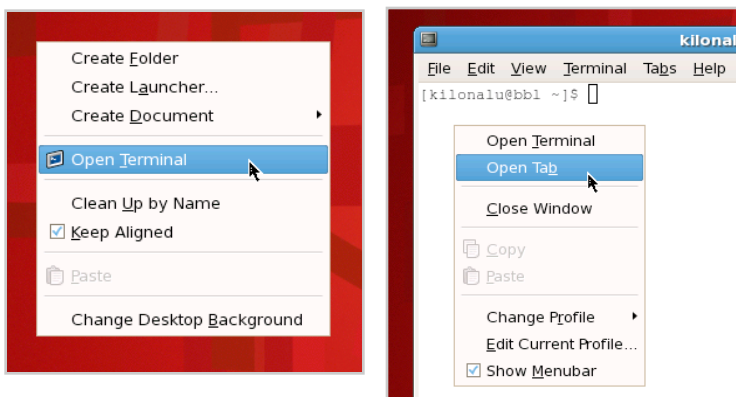 Create Folder
Create Launcher...
Create Document
Open Terminal
Clean Up by Name
Keep Aligned
Paste
Change Desktop Background
kilonal
File Edit View Terminal Tabs Help
[kilonalu@bbl ~]$
Open Terminal
Open Tab
Close Window
Copy
Paste
Change Profile
Edit Current Profile...
Show Menubar